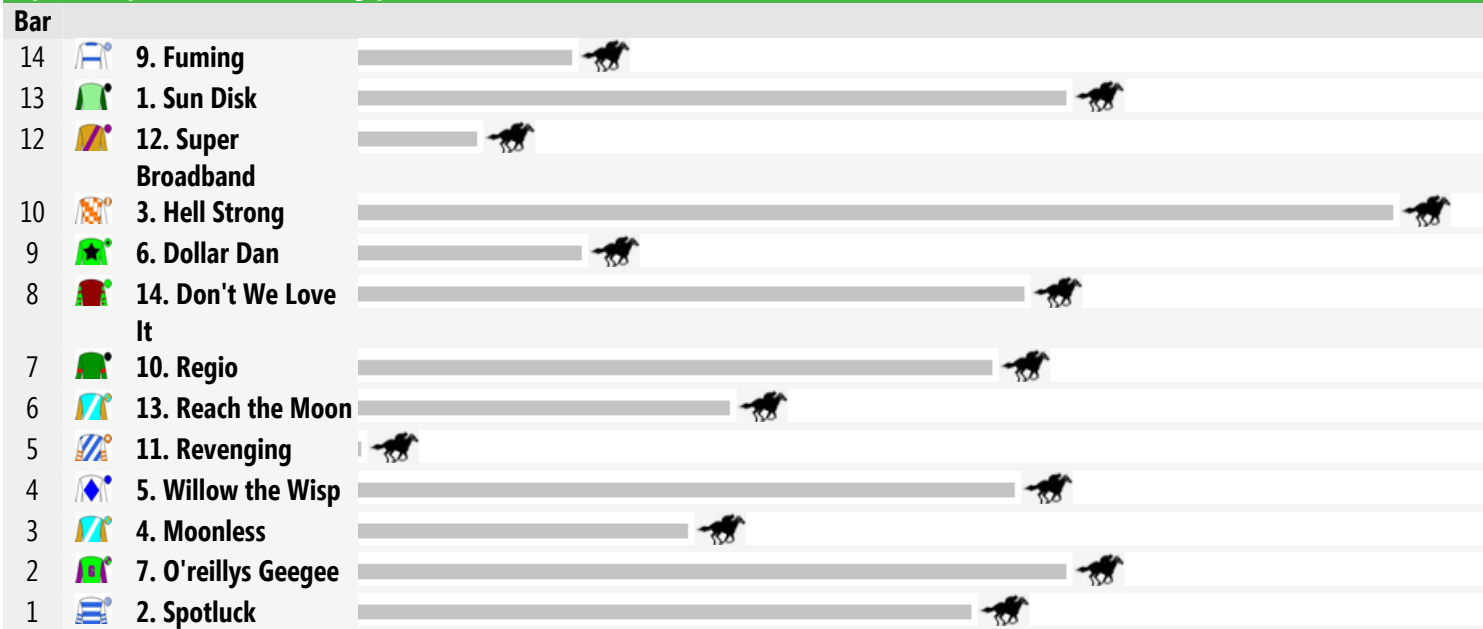 Bar
14 9. Fuming
13 1. Sun Disk
12 12. Super
Broadband
10 3. Hell Strong
9 6. Dollar Dan
8 14. Don't We Love
It
7 10. Regio
6 13. Reach the Moon
5 11. Revenging
4 5. Willow the Wisp
3 4. Moonless
2 G 7. O'reillys Geegee
1 2. Spotluck